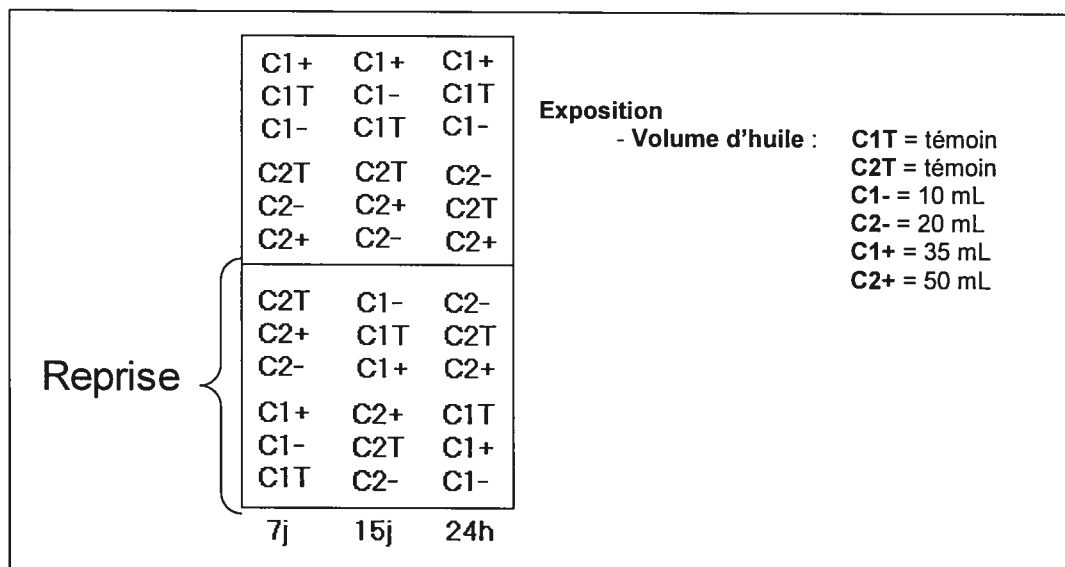 C1+ C1+ C1+
C1T C1- C1T
C1- C1T C1-
C2T C2T C2-
C2- C2+ C2T
C2+ C2- C2+
C2T C1- C2-
C2+ C1T C2T
C2- C1+ C2+
C1+ C2+ C1T
C1- C2T C1+
C1T C2- C1-
7j 15j 24h
Reprise
Exposition
- Volume d'huile : C1T = témoin
C2T = témoin
C1- = 10 mL
C2- = 20 mL
C1+ = 35 mL
C2+ = 50 mL